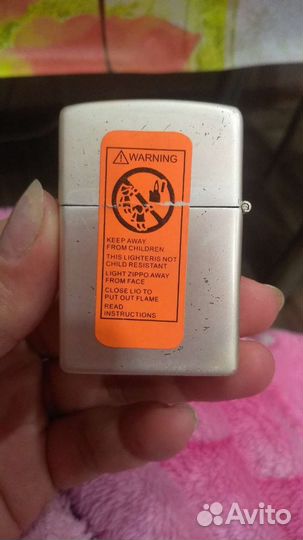 ⚠WARNING
KEEP AWAY
FROM CHILDREN
THIS LIGHTERIS NOT
CHILD RESISTANT
LIGHT ZIPPO AWAY
FROM FACE
CLOSE LIO TO
PUT OUT FLAME
READ
INSTRUCTIONS
Avito